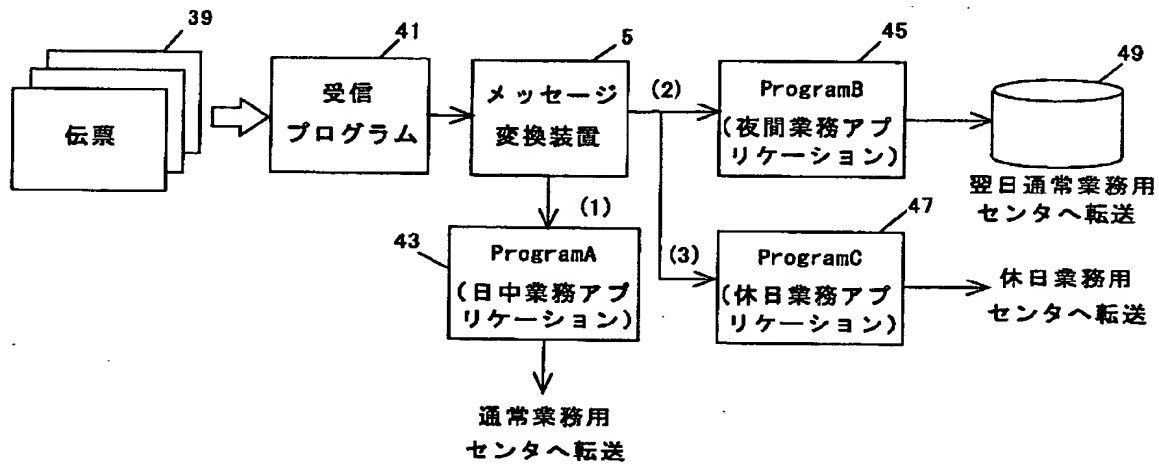 39
伝票
41
受信
プログラム
5
メッセージ
変換装置
(1)
(2)
(3)
43
ProgramA
(日中業務アプ
リケーション)
通常業務用
センタへ転送
45
ProgramB
(夜間業務アプ
リケーション)
49
翌日通常業務用
センタへ転送
47
ProgramC
(休日業務アプ
リケーション)
休日業務用
センタへ転送